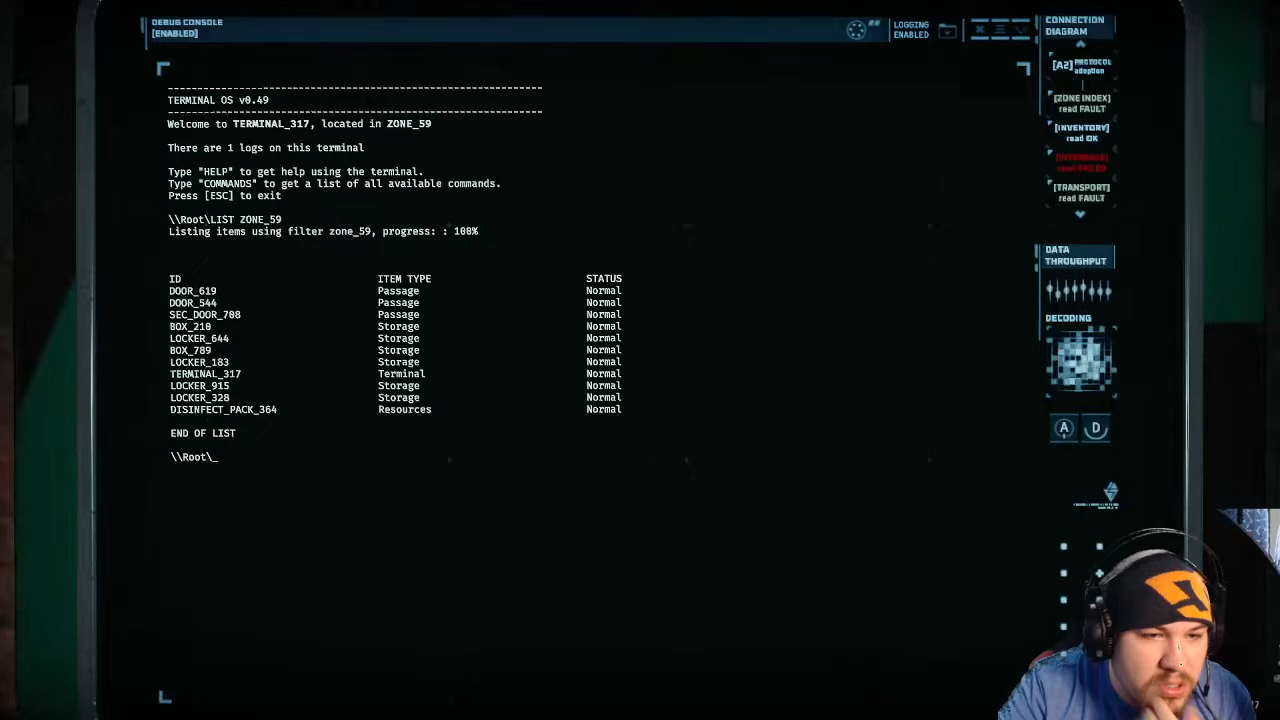 DEBUG CONSOLE
[ENABLED]
LOGGING
ENABLED
------------------------------------------------------------------
TERMINAL OS v0.49
------------------------------------------------------------------
Welcome to TERMINAL_317, located in ZONE_59
There are 1 logs on this terminal
Type "HELP" to get help using the terminal.
Type "COMMANDS" to get a list of all available commands.
Press [ESC] to exit
\\Root\LIST ZONE_59
Listing items using filter zone_59, progress: : 100%
ID ITEM TYPE STATUS
DOOR_619 Passage Normal
DOOR_544 Passage Normal
SEC_DOOR_708 Passage Normal
BOX_210 Storage Normal
LOCKER_644 Storage Normal
BOX_789 Storage Normal
LOCKER_183 Storage Normal
TERMINAL_317 Terminal Normal
LOCKER_915 Storage Normal
LOCKER_328 Storage Normal
DISINFECT_PACK_364 Resources Normal
END OF LIST
\\Root\_
CONNECTION
DIAGRAM
[A2] PROTOCOL
adaption
[ZONE INDEX]
read FAULT
[INVENTORY]
read OK
read FAILED
[TRANSPORT]
read FAULT
DATA
THROUGHPUT
DECODING
A D